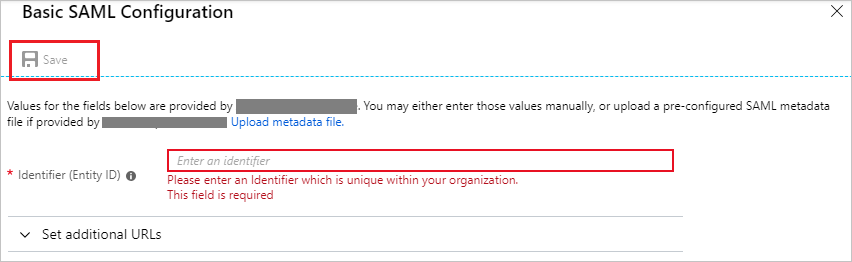 Basic SAML Configuration
Save
Values for the fields below are provided by . You may either enter those values manually, or upload a pre-configured SAML metadata
file if provided by Upload metadata file.
Enter an identifier
* Identifier (Entity ID)
Please enter an Identifier which is unique within your organization.
This field is required
Set additional URLs